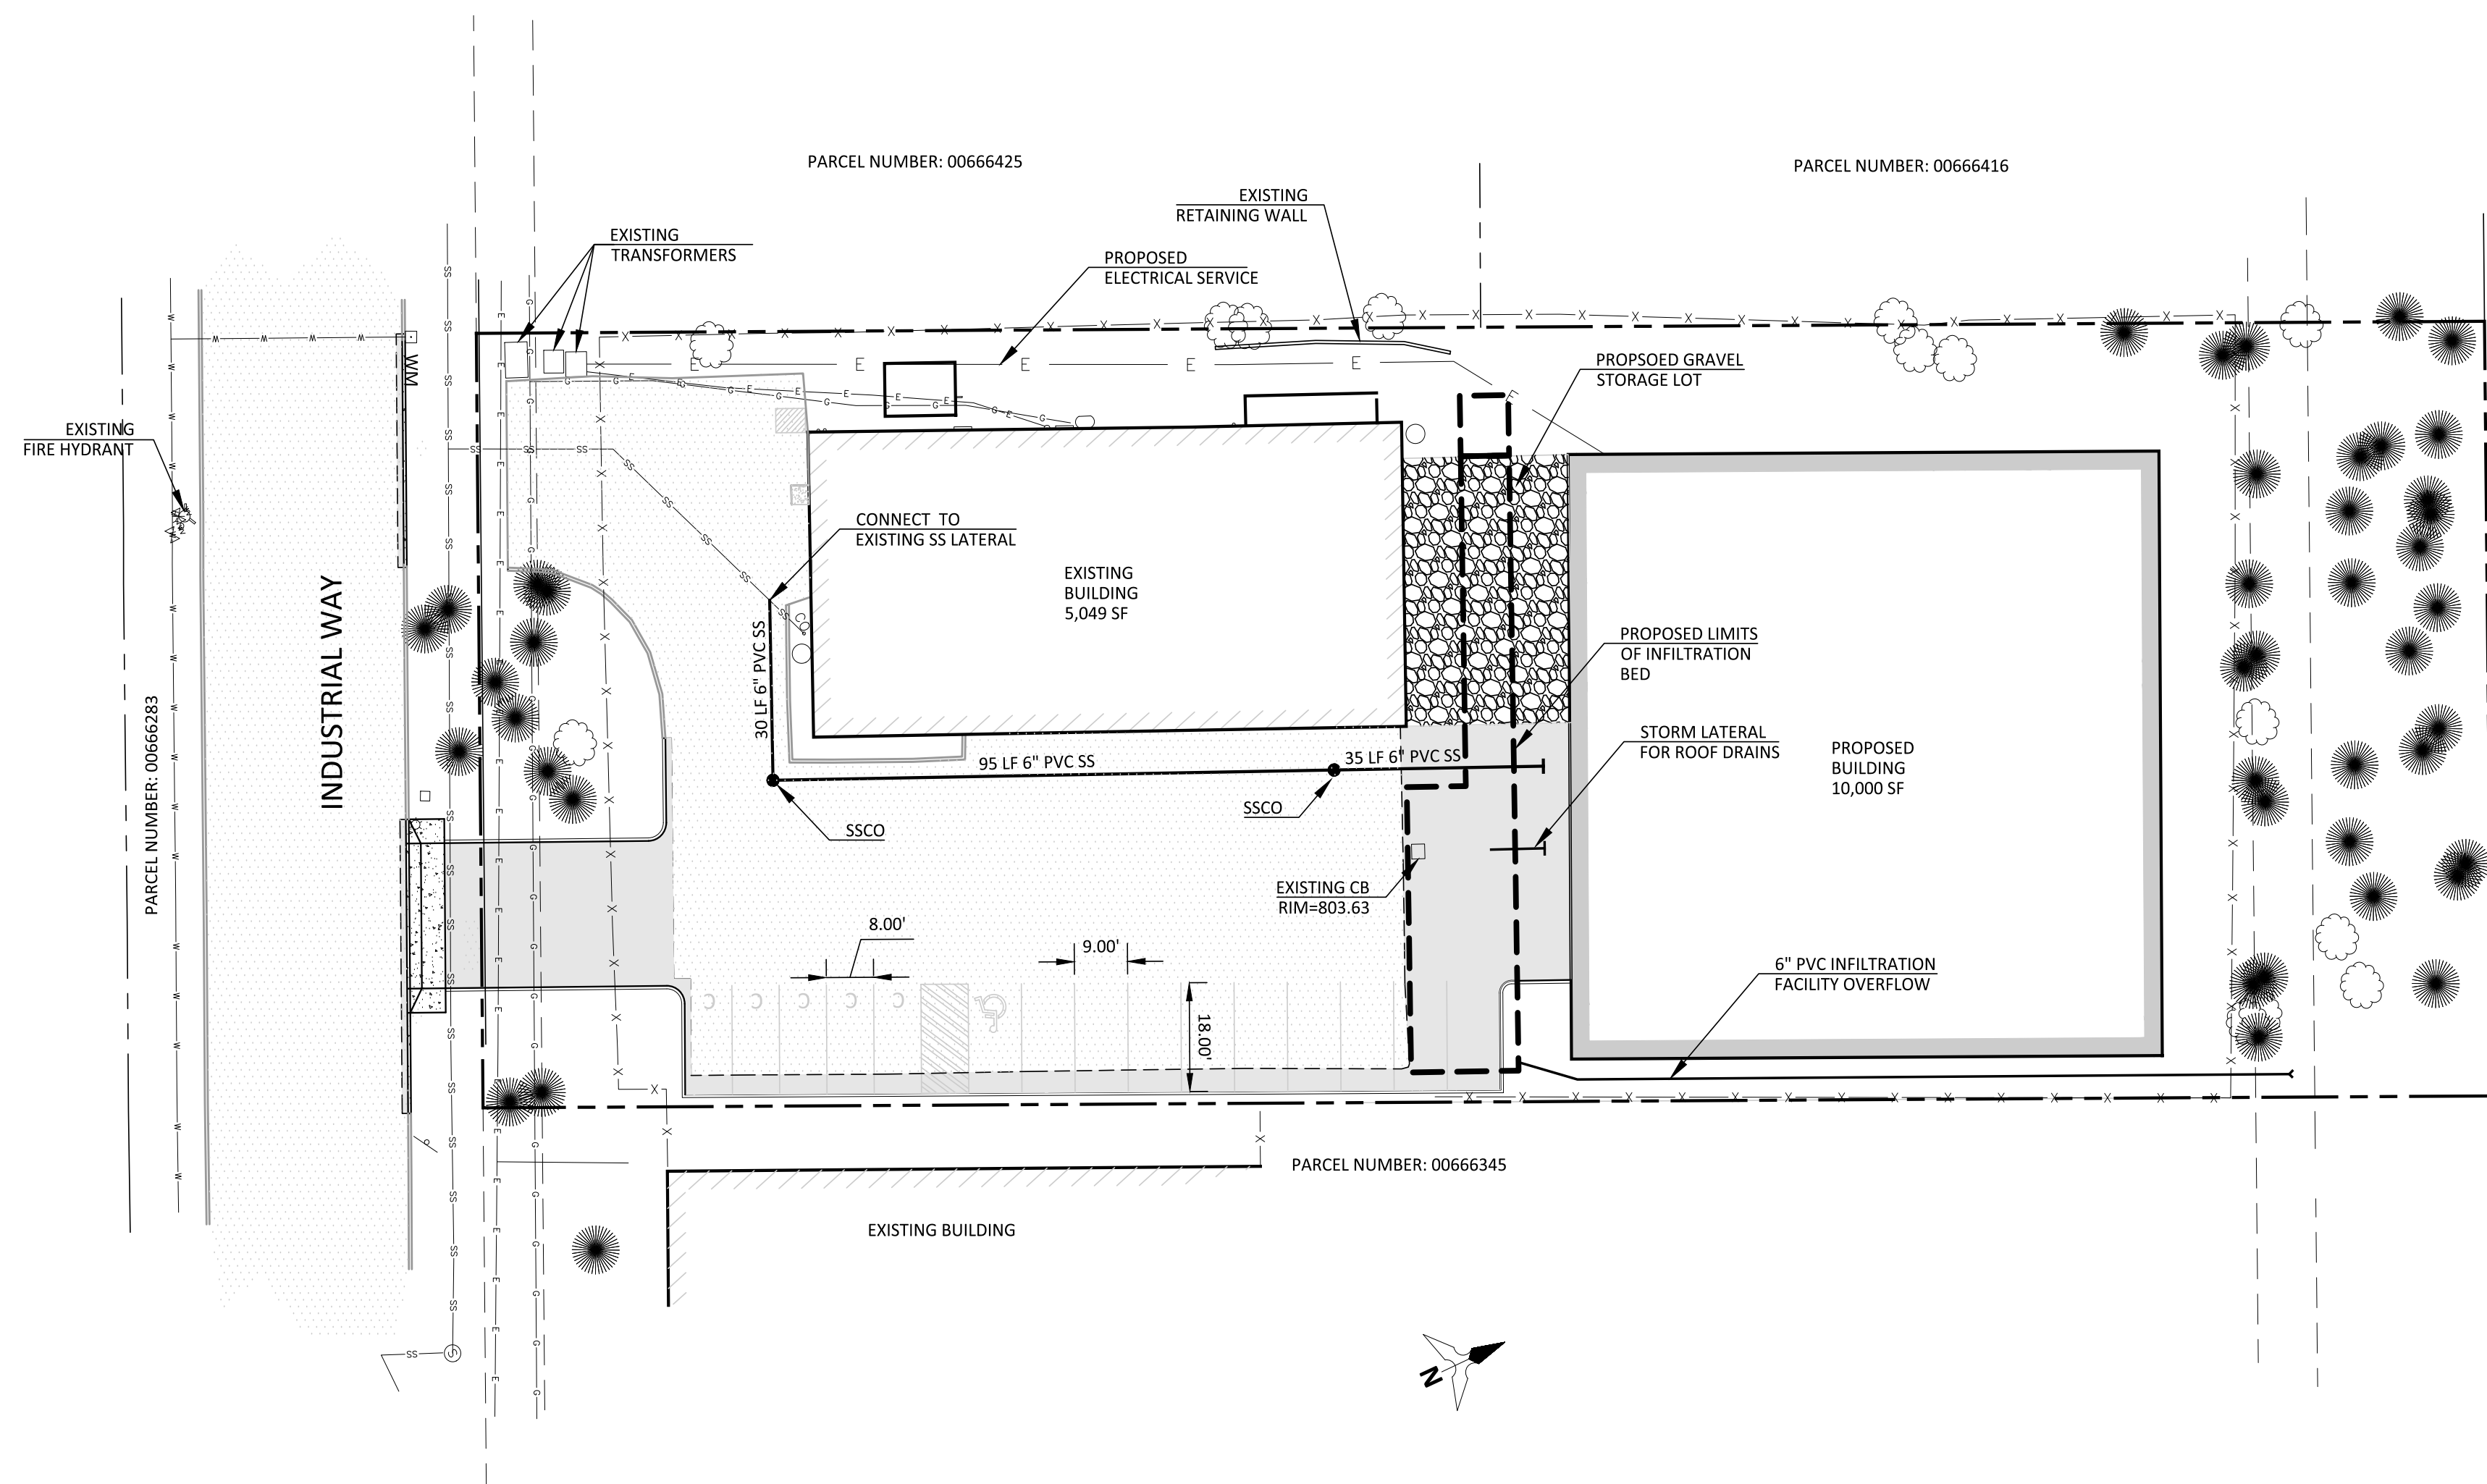 PARCEL NUMBER: 00666425
PARCEL NUMBER: 00666416
EXISTING
RETAINING WALL
EXISTING
TRANSFORMERS
PROPOSED
ELECTRICAL SERVICE
PROPSOED GRAVEL
STORAGE LOT
WM
EXISTING
FIRE HYDRANT
CONNECT TO
EXISTING SS LATERAL
EXISTING
BUILDING
5,049 SF
CO
INDUSTRIAL WAY
PARCEL NUMBER: 00666283
30 LF 6" PVC SS
PROPOSED LIMITS
OF INFILTRATION
BED
STORM LATERAL
FOR ROOF DRAINS
PROPOSED
BUILDING
10,000 SF
95 LF 6" PVC SS
35 LF 6" PVC SS
SSCO
SSCO
EXISTING CB
RIM=803.63
8.00'
9.00'
18.00'
C C C C C
6" PVC INFILTRATION
FACILITY OVERFLOW
PARCEL NUMBER: 00666345
EXISTING BUILDING
N